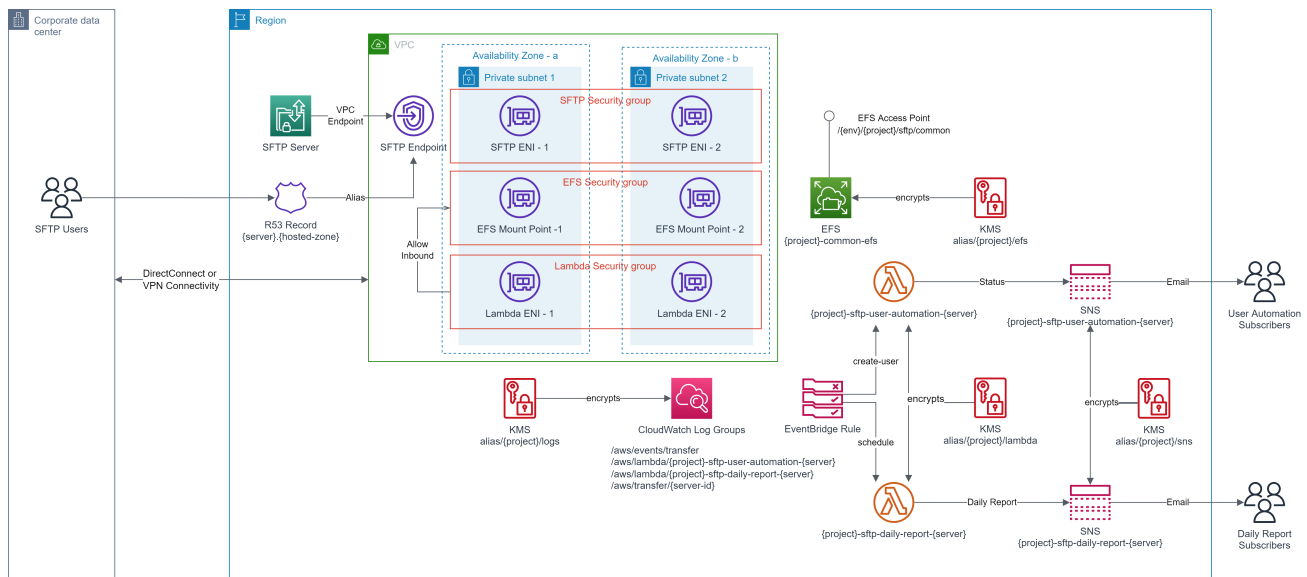 Corporate data
center
Region
VPC
Availability Zone - a
Availability Zone - b
Private subnet 1
Private subnet 2
SFTP Security group
SFTP ENI - 1
SFTP ENI - 2
EFS Security group
EFS Mount Point -1
EFS Mount Point - 2
Lambda Security group
Lambda ENI - 1
Lambda ENI - 2
Allow
Inbound
SFTP Server
VPC
Endpoint
SFTP Endpoint
SFTP Users
R53 Record
{server}.{hosted-zone}
Alias
DirectConnect or
VPN Connectivity
EFS Access Point
/{env}/{project}/sftp/common
EFS
{project}-common-efs
encrypts
KMS
alias/{project}/efs
{project}-sftp-user-automation-{server}
Status
SNS
{project}-sftp-user-automation-{server}
Email
User Automation
Subscribers
create-user
EventBridge Rule
schedule
encrypts
KMS
alias/{project}/lambda
encrypts
KMS
alias/{project}/sns
KMS
alias/{project}/logs
encrypts
CloudWatch Log Groups
/aws/events/transfer
/aws/lambda/{project}-sftp-user-automation-{server}
/aws/lambda/{project}-sftp-daily-report-{server}
/aws/transfer/{server-id}
{project}-sftp-daily-report-{server}
Daily Report
SNS
{project}-sftp-daily-report-{server}
Email
Daily Report
Subscribers